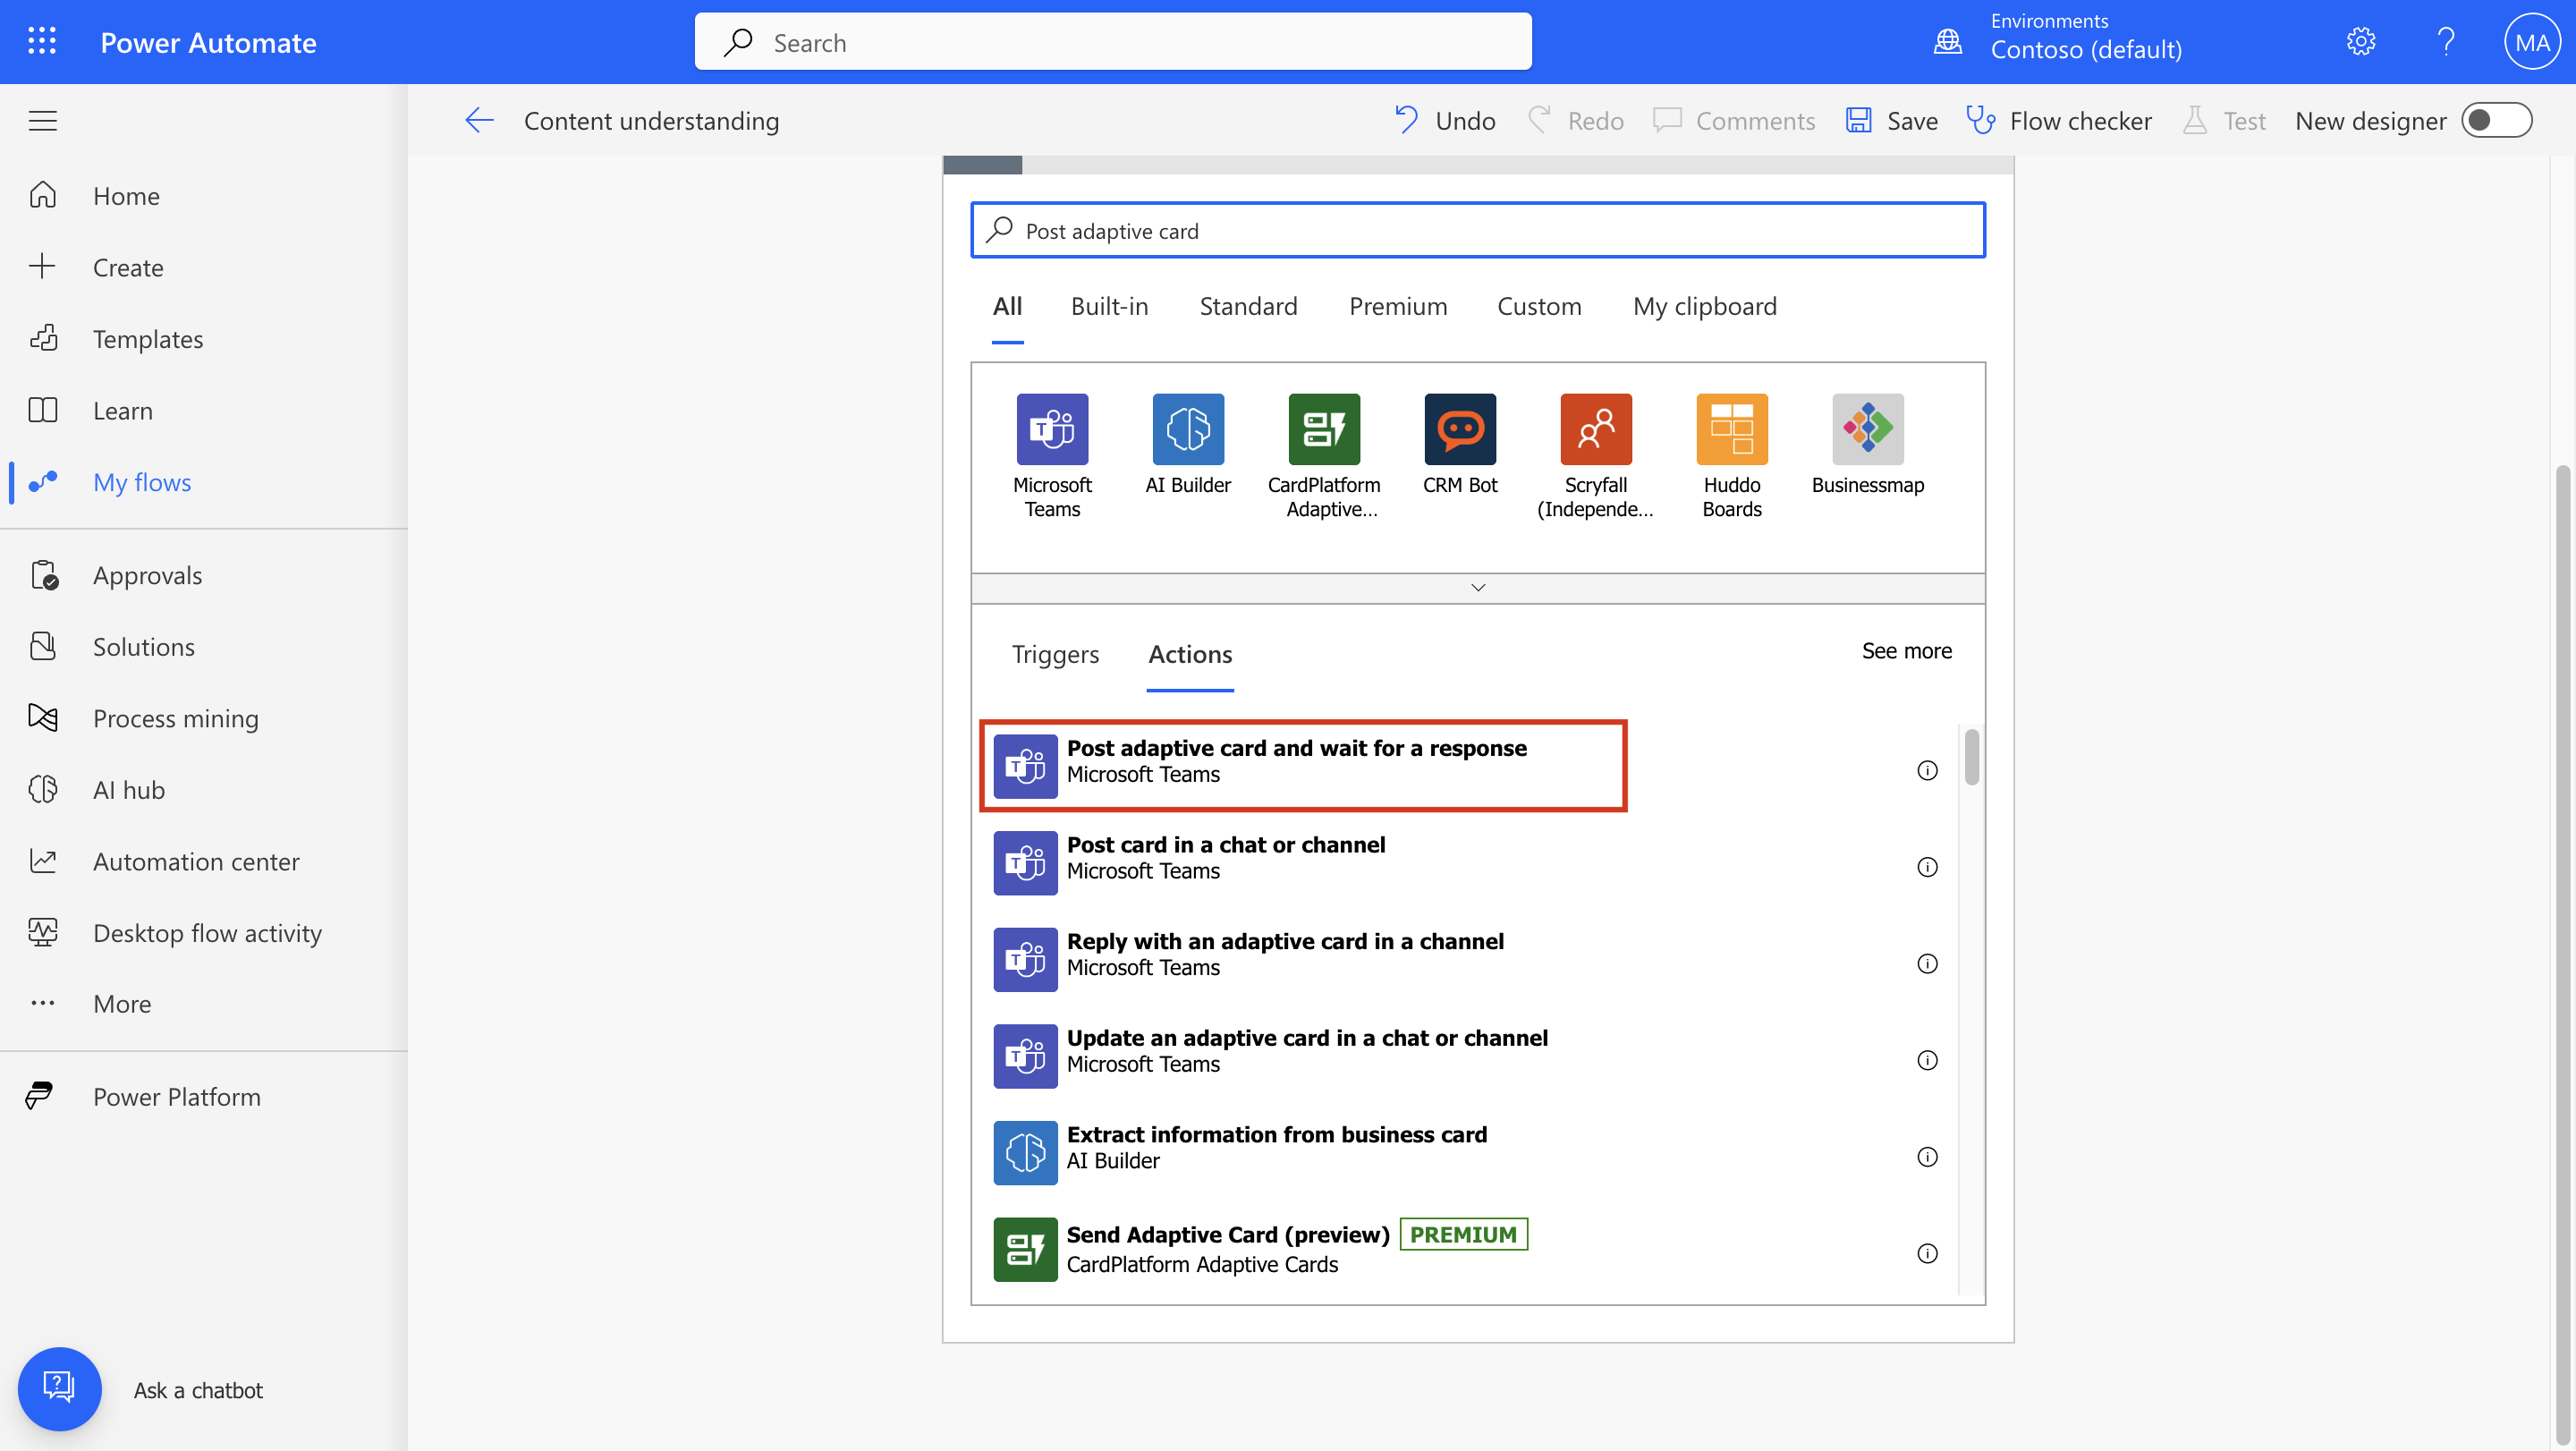 Power Automate
Search
Environments
Contoso (default)
MA
Content understanding
Undo
Redo
Comments
Save
Flow checker
Test
New designer
Home
Create
Templates
Learn
My flows
Approvals
Solutions
Process mining
AI hub
Automation center
Desktop flow activity
More
Power Platform
Ask a chatbot
Post adaptive card
All
Built-in
Standard
Premium
Custom
My clipboard
Microsoft
Teams
AI Builder
CardPlatform
Adaptive...
CRM Bot
Scryfall
(Independe...
Huddo
Boards
Businessmap
Triggers
Actions
See more
Post adaptive card and wait for a response
Microsoft Teams
Post card in a chat or channel
Microsoft Teams
Reply with an adaptive card in a channel
Microsoft Teams
Update an adaptive card in a chat or channel
Microsoft Teams
Extract information from business card
AI Builder
Send Adaptive Card (preview) PREMIUM
CardPlatform Adaptive Cards